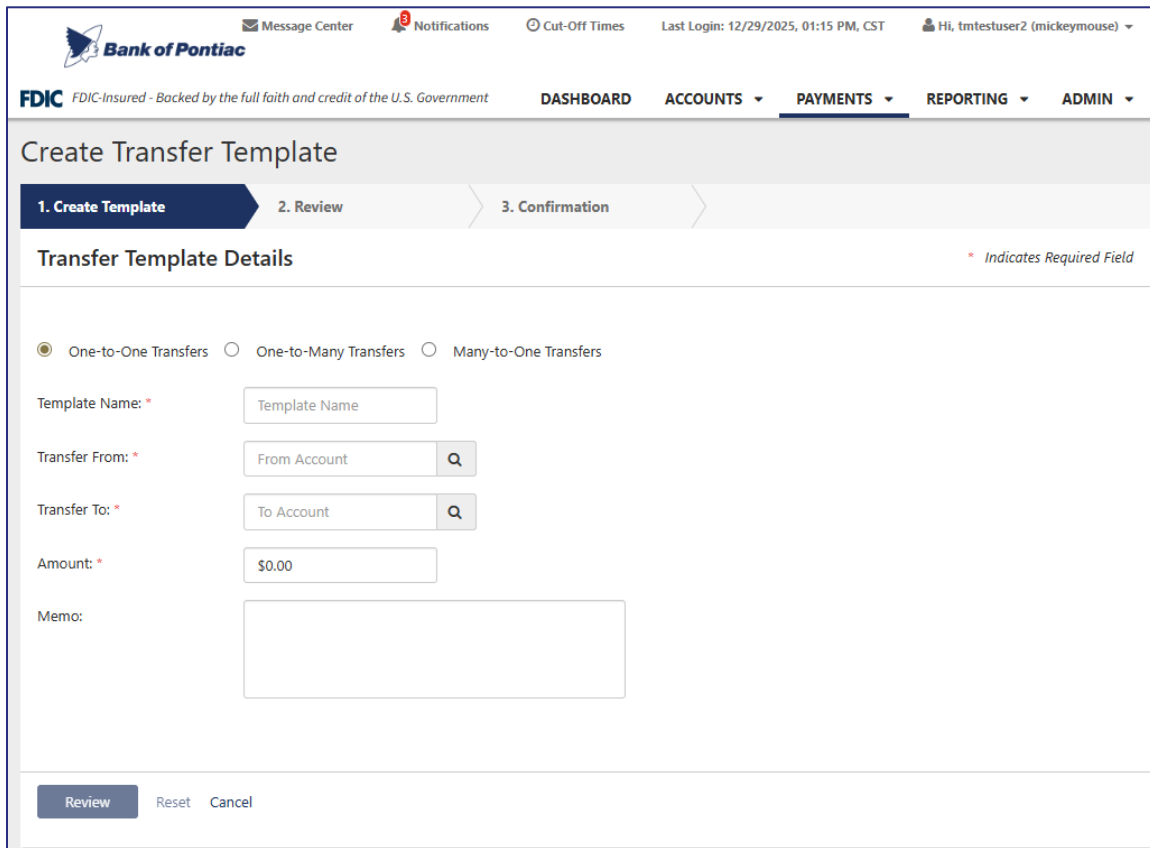 Message Center
3
Notifications
Cut-Off Times
Last Login: 12/29/2025, 01:15 PM, CST
Hi, tmtestuser2 (mickeymouse)
Bank of Pontiac
FDIC FDIC-Insured - Backed by the full faith and credit of the U.S. Government
DASHBOARD
ACCOUNTS
PAYMENTS
REPORTING
ADMIN
Create Transfer Template
1. Create Template
2. Review
3. Confirmation
Transfer Template Details
* Indicates Required Field
One-to-One Transfers
One-to-Many Transfers
Many-to-One Transfers
Template Name: *
Template Name
Transfer From: *
From Account
Transfer To: *
To Account
Amount: *
$0.00
Memo:
Review
Reset
Cancel